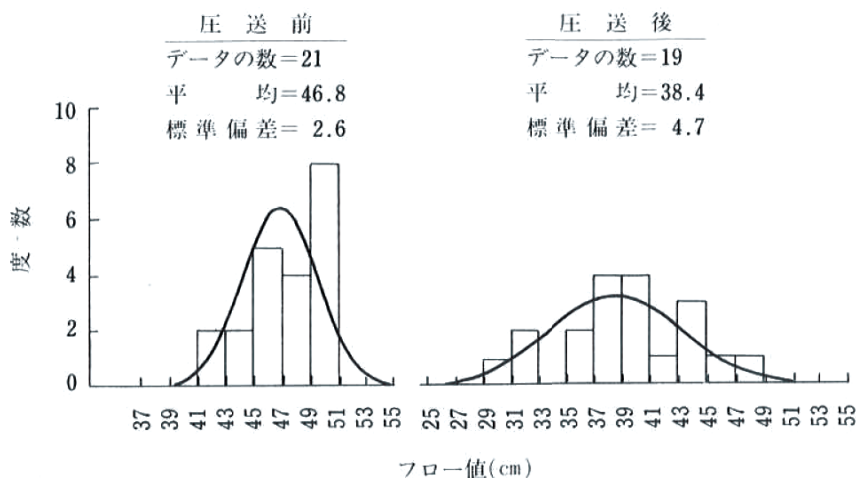 圧送前
データの数=21
平均=46.8
標準偏差= 2.6
圧送後
データの数=19
平均=38.4
標準偏差= 4.7
度・数
10
8
6
4
2
0
37 39 41 43 45 47 49 51 53 55
25 27 29 31 33 35 37 39 41 43 45 47 49 51 53 55
フロー値(cm)